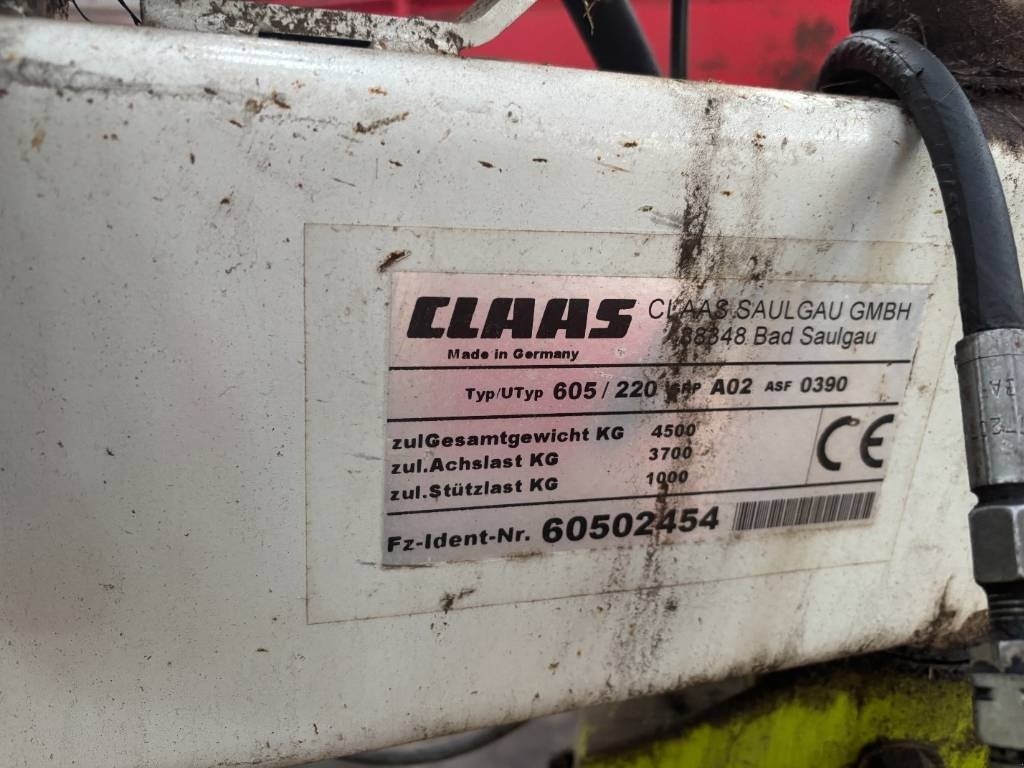 CLAAS
CLAAS SAULGAU GMBH
88348 Bad Saulgau
Made in Germany
Typ/UTyp 605/220 A02 ASF 0390
zulGesamtgewicht KG 4500
zul.Achslast KG 3700
zul.Stützlast KG 1000
CE
Fz-Ident-Nr. 60502454